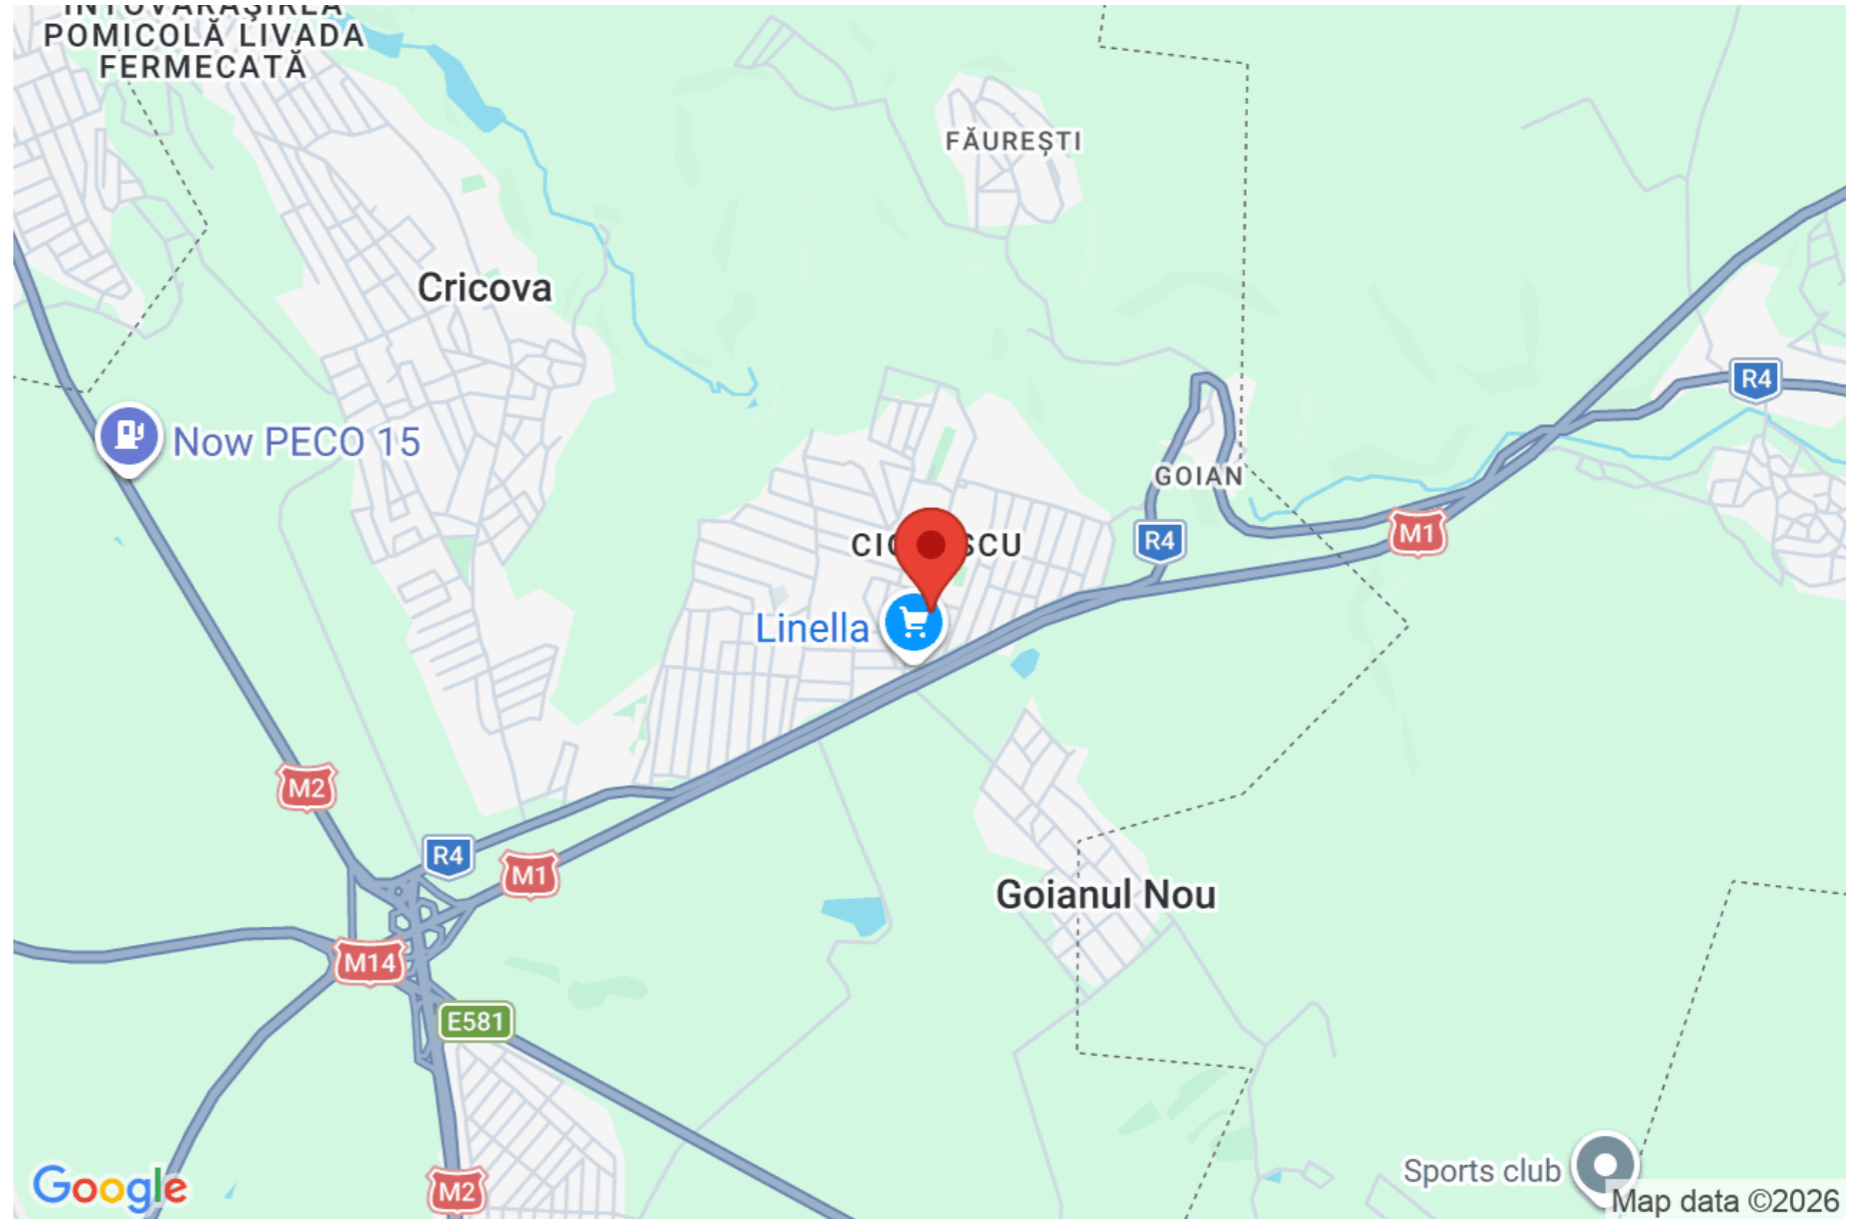 POMICOLĂ LIVADA
FERMECATĂ
FĂUREȘTI
Cricova
R4
Now PECO 15
GOIAN
R4
M1
Linella
M2
R4
M1
Goianul Nou
M14
E581
Sports club
M2
Google
Map data ©2026